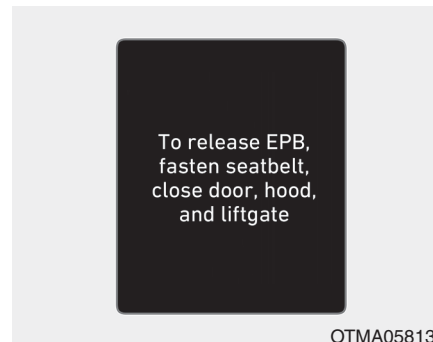 To release EPB,
fasten seatbelt,
close door, hood,
and liftgate
OTMA05813